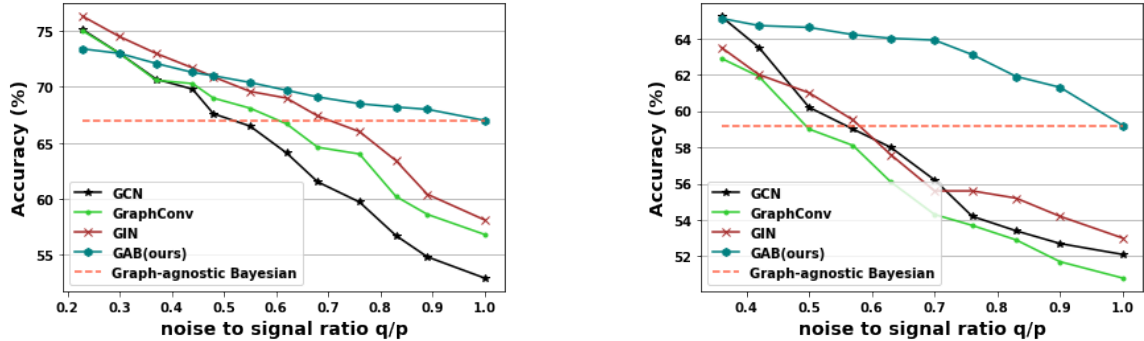 Accuracy (%)
75
70
65
60
55
GCN
GraphConv
GIN
GAB(ours)
Graph-agnostic Bayesian
0.2 0.3 0.4 0.5 0.6 0.7 0.8 0.9 1.0
noise to signal ratio q/p
Accuracy (%)
64
62
60
58
56
54
52
GCN
GraphConv
GIN
GAB(ours)
Graph-agnostic Bayesian
0.4 0.5 0.6 0.7 0.8 0.9 1.0
noise to signal ratio q/p